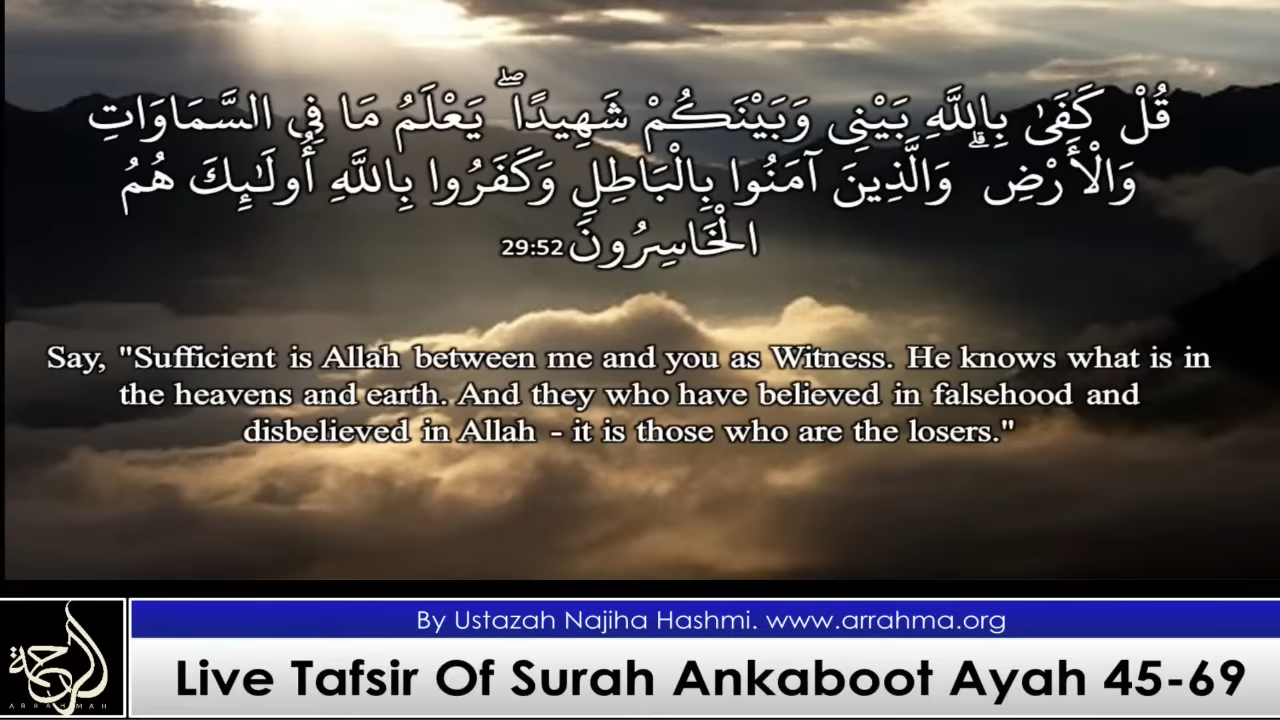 قُلْ كَفَىٰ بِاللَّهِ بَيْنِي وَبَيْنَكُمْ شَهِيدًا ۖ يَعْلَمُ مَا فِي السَّمَاوَاتِ
وَالْأَرْضِ ۗ وَالَّذِينَ آمَنُوا بِالْبَاطِلِ وَكَفَرُوا بِاللَّهِ أُولَـٰئِكَ هُمُ
الْخَاسِرُونَ 29:52
Say, "Sufficient is Allah between me and you as Witness. He knows what is in
the heavens and earth. And they who have believed in falsehood and
disbelieved in Allah - it is those who are the losers."
By Ustazah Najiha Hashmi. www.arrahma.org
الرحمة
ARRAHMAH
Live Tafsir Of Surah Ankaboot Ayah 45-69